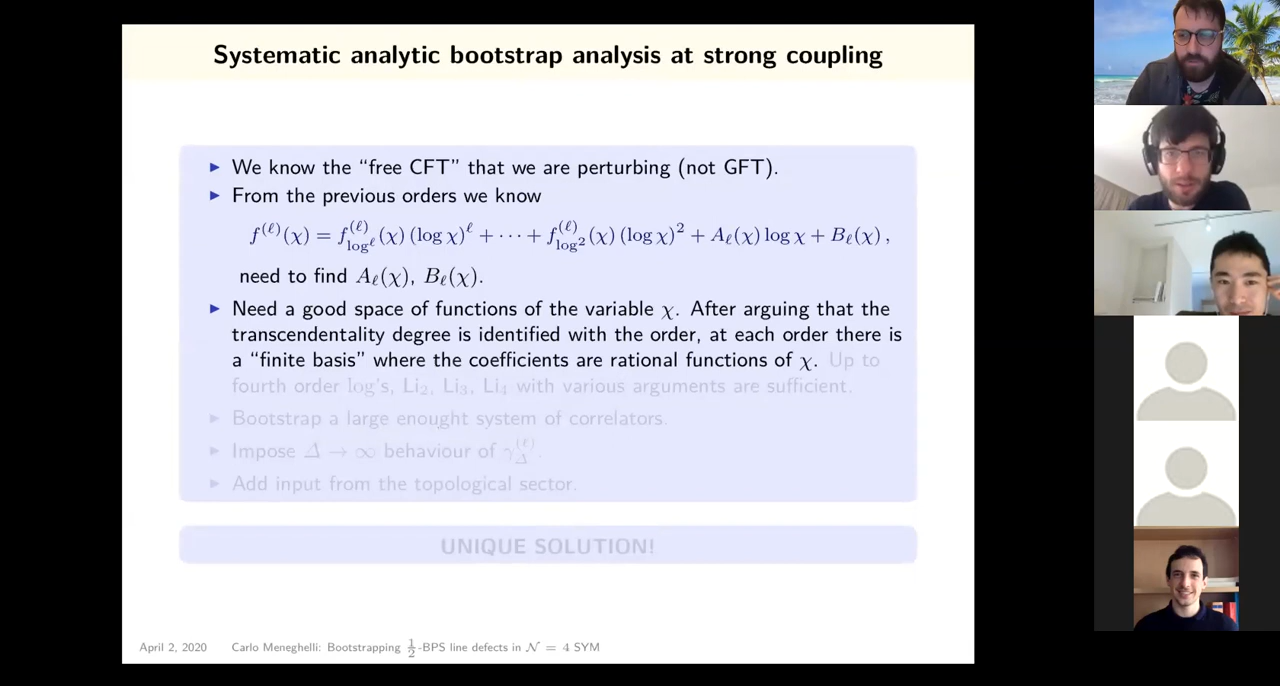 Systematic analytic bootstrap analysis at strong coupling
▶ We know the “free CFT” that we are perturbing (not GFT).
▶ From the previous orders we know
f^{(ℓ)}(χ) = f^{(ℓ)}_{log^ℓ}(χ) (log χ)^ℓ + ⋯ + f^{(ℓ)}_{log^2}(χ) (log χ)^2 + A_ℓ(χ) log χ + B_ℓ(χ) ,
need to find A_ℓ(χ), B_ℓ(χ).
▶ Need a good space of functions of the variable χ. After arguing that the
transcendentality degree is identified with the order, at each order there is
a “finite basis” where the coefficients are rational functions of χ. Up to
fourth order log's, Li_2, Li_3, Li_4 with various arguments are sufficient.
▶ Bootstrap a large enought system of correlators.
▶ Impose Δ → ∞ behaviour of γ^{(ℓ)}_Δ.
▶ Add input from the topological sector.
UNIQUE SOLUTION!
April 2, 2020 Carlo Meneghelli: Bootstrapping 1/2-BPS line defects in 𝒩 = 4 SYM